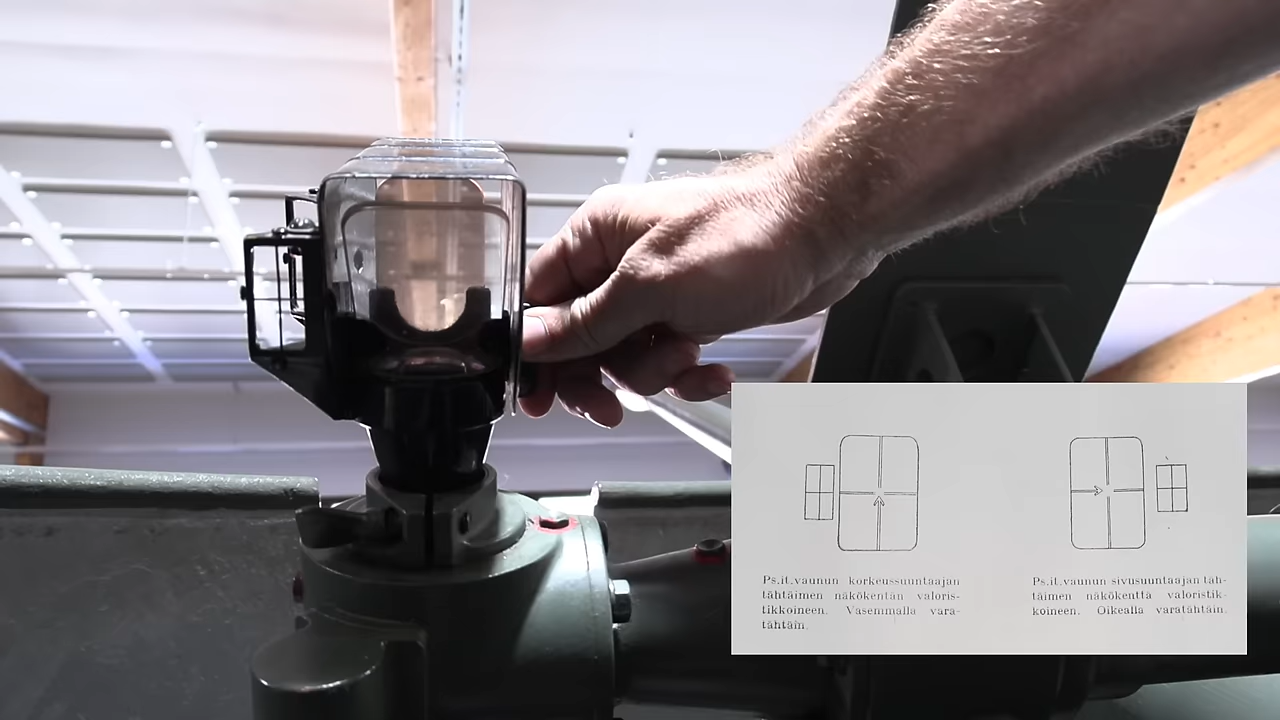 Ps.it.vaunun korkeussuuntaajan
tähtäimen näkökentän valoris-
tikkoineen. Vasemmalla vara-
tähtäin.
Ps.it.vaunun sivusuuntaajan täh-
täimen näkökenttä valoristik-
koineen. Oikealla varatähtäin.